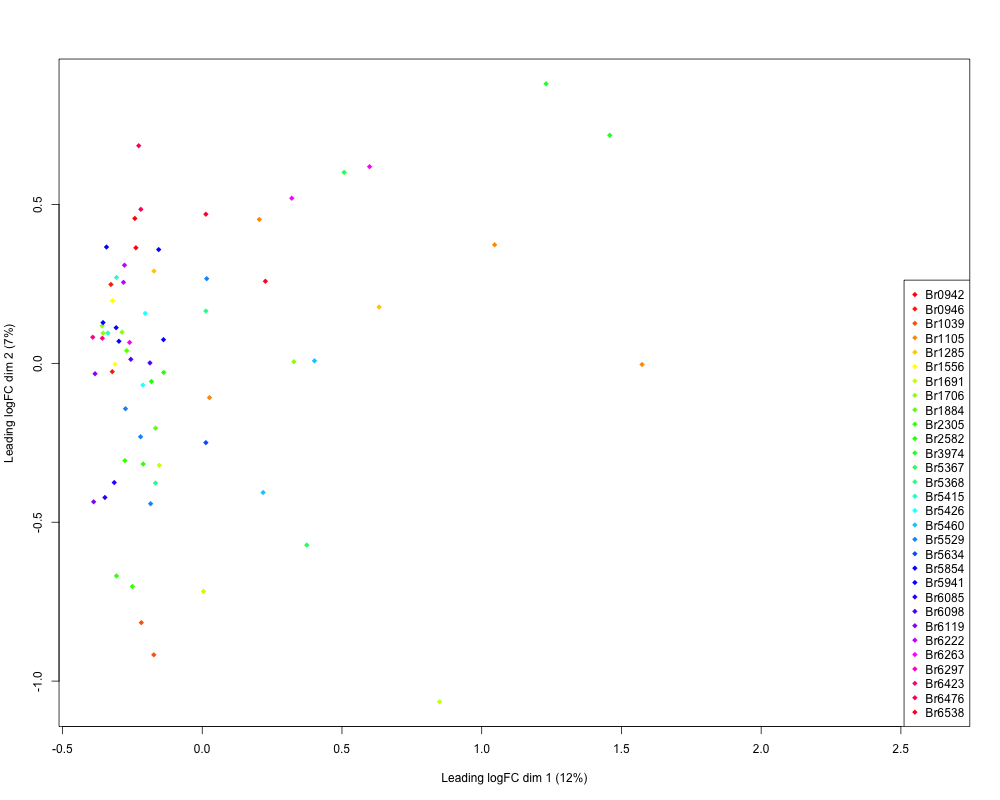 0.5
0.0
-0.5
-1.0
Leading logFC dim 2 (7%)
-0.5
0.0
0.5
1.0
1.5
2.0
2.5
Leading logFC dim 1 (12%)
Br0942
Br0946
Br1039
Br1105
Br1285
Br1556
Br1691
Br1706
Br1884
Br2305
Br2582
Br3974
Br5367
Br5368
Br5415
Br5426
Br5460
Br5529
Br5634
Br5854
Br5941
Br6085
Br6098
Br6119
Br6222
Br6263
Br6297
Br6423
Br6476
Br6538